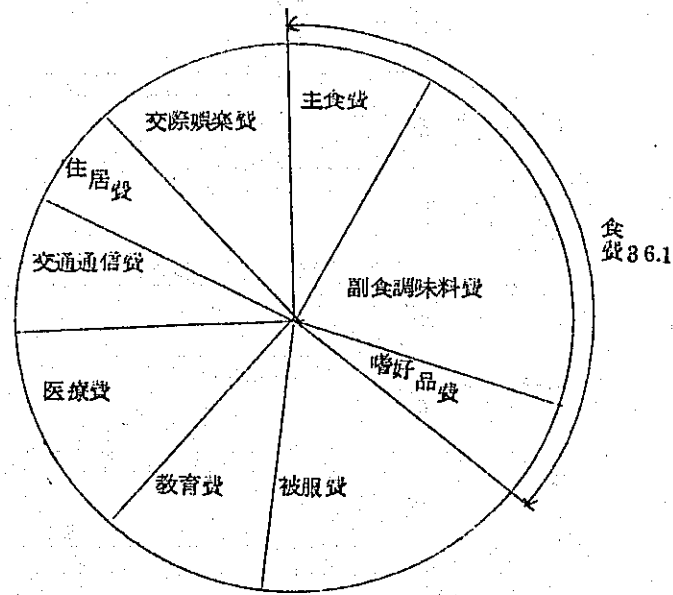 主食費
副食調味料費
嗜好品費
被服費
教育費
医療費
交通通信費
住居費
交際娯楽費
食費36.1